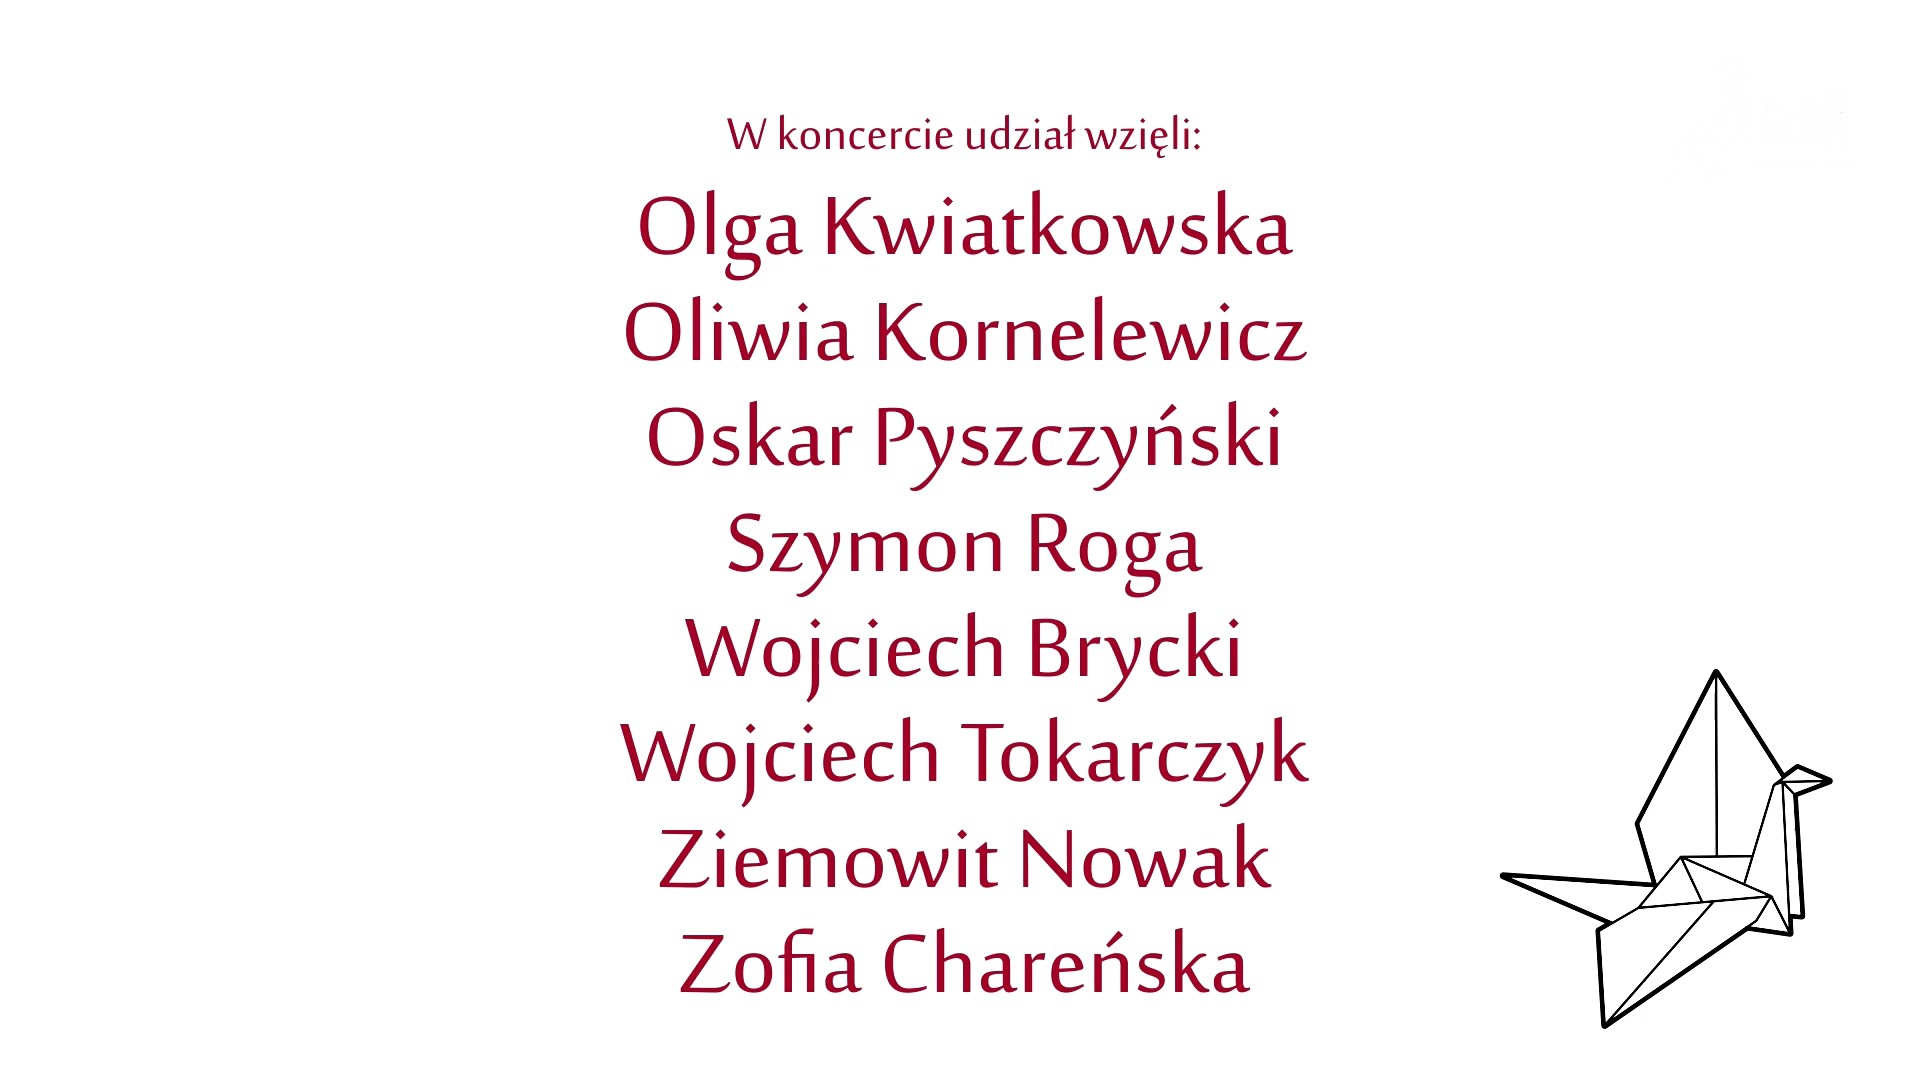 W koncercie udział wzięli:
Olga Kwiatkowska
Oliwia Kornelewicz
Oskar Pyszczyński
Szymon Roga
Wojciech Brycki
Wojciech Tokarczyk
Ziemowit Nowak
Zofia Chareńska